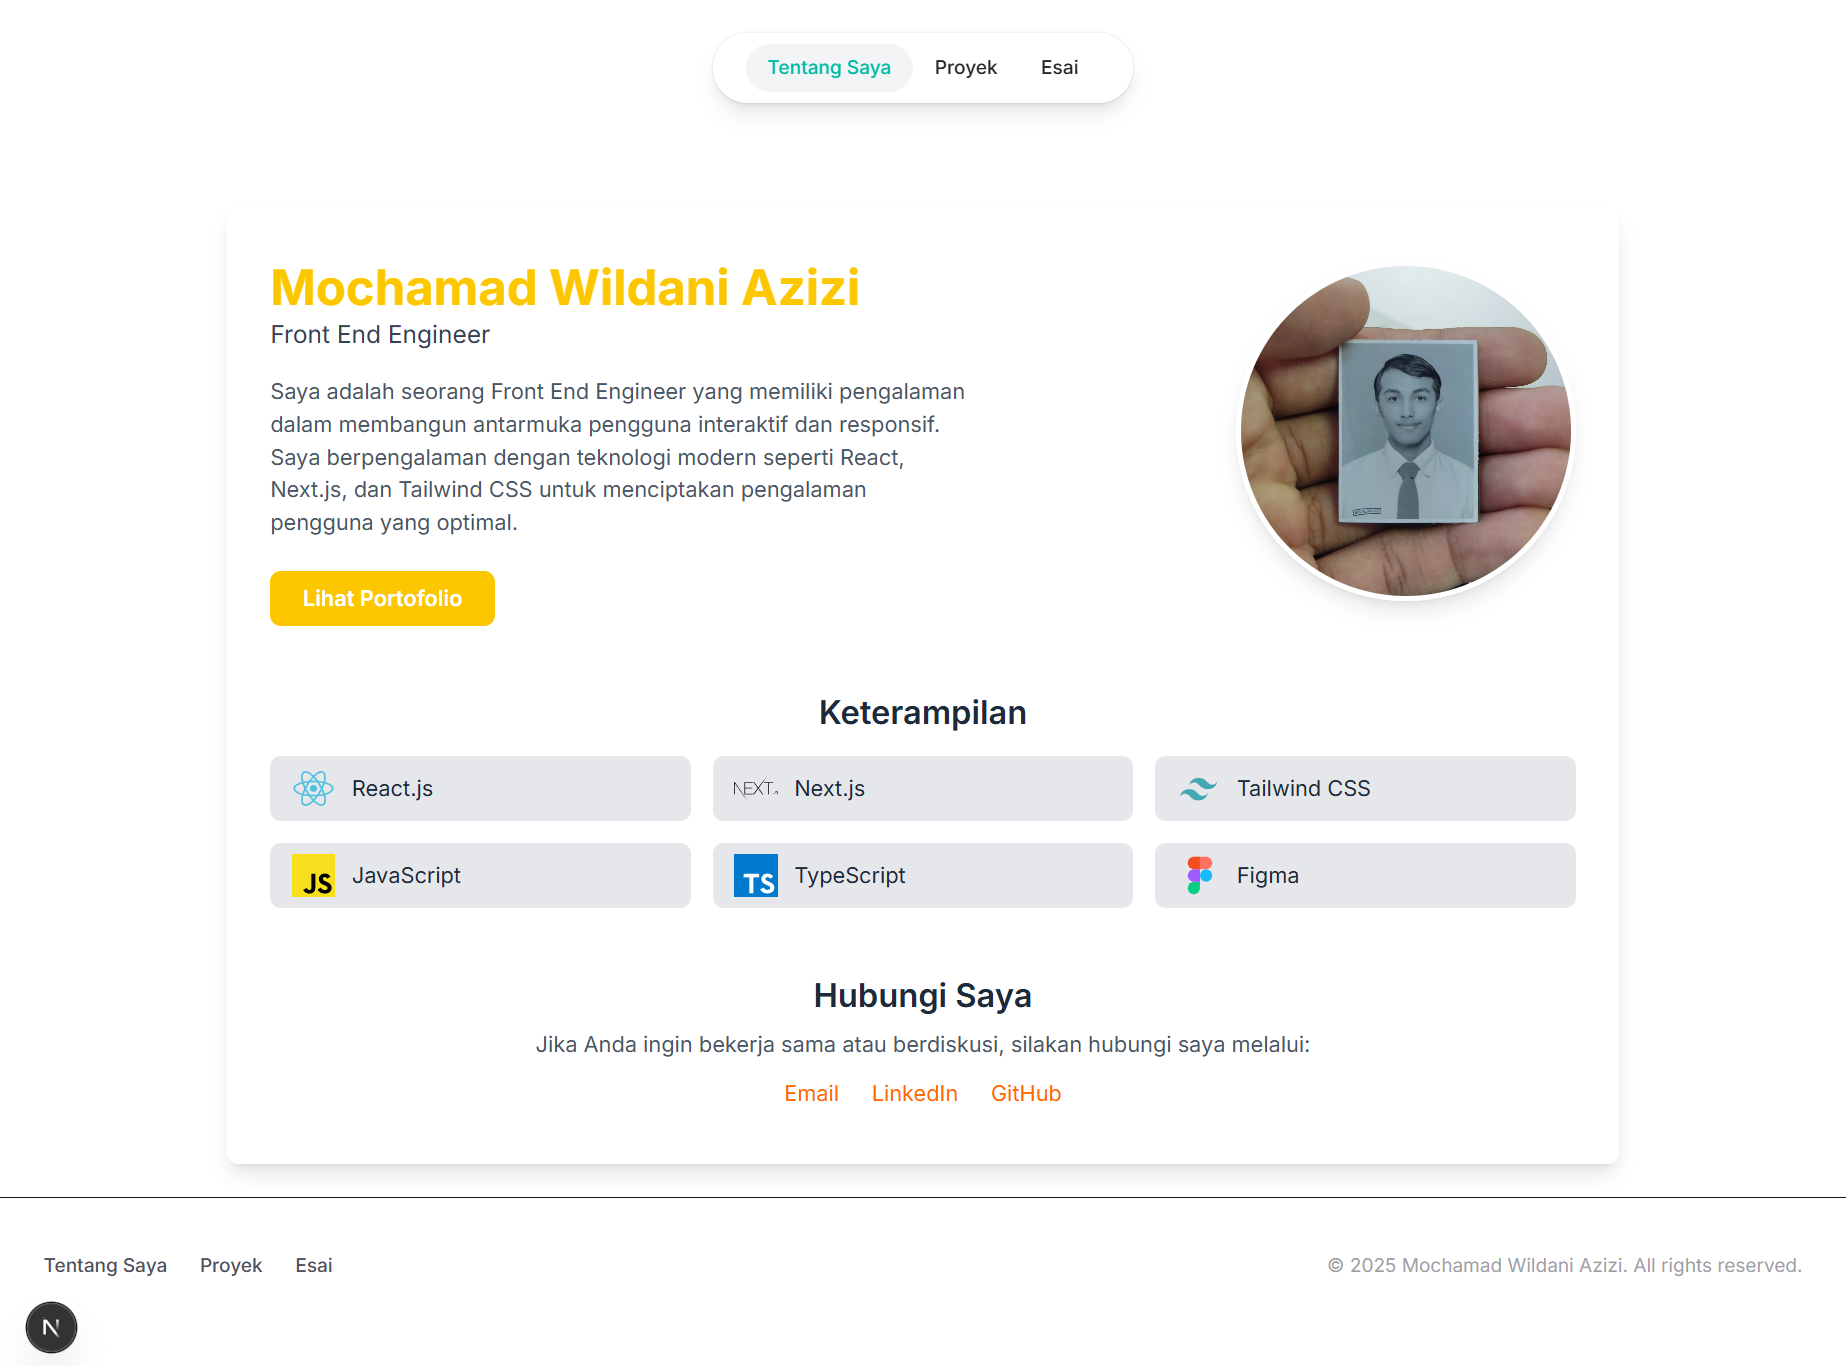 Tentang Saya Proyek Esai
Mochamad Wildani Azizi
Front End Engineer
Saya adalah seorang Front End Engineer yang memiliki pengalaman
dalam membangun antarmuka pengguna interaktif dan responsif.
Saya berpengalaman dengan teknologi modern seperti React,
Next.js, dan Tailwind CSS untuk menciptakan pengalaman
pengguna yang optimal.
Lihat Portofolio
Keterampilan
React.js
NEXT.js Next.js
Tailwind CSS
JS JavaScript
TS TypeScript
Figma
Hubungi Saya
Jika Anda ingin bekerja sama atau berdiskusi, silakan hubungi saya melalui:
Email LinkedIn GitHub
Tentang Saya Proyek Esai
© 2025 Mochamad Wildani Azizi. All rights reserved.
N